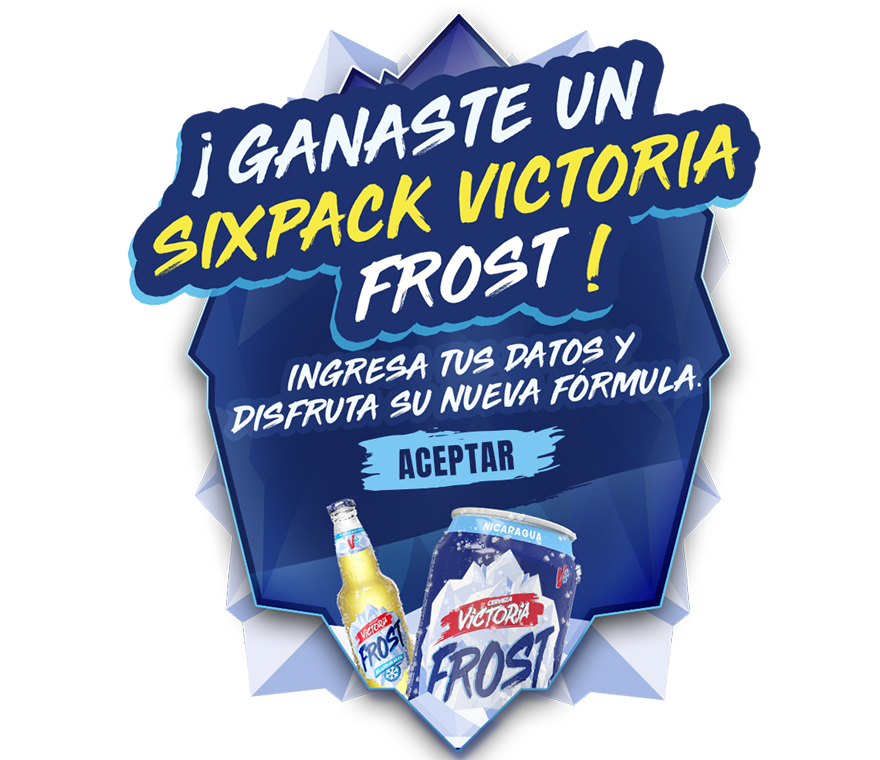 ¡GANASTE UN
SIXPACK VICTORIA
FROST!
INGRESA TUS DATOS Y
DISFRUTA SU NUEVA FÓRMULA.
ACEPTAR
NICARAGUA
CERVEZA
VICTORIA
FROST
VICTORIA
FROST